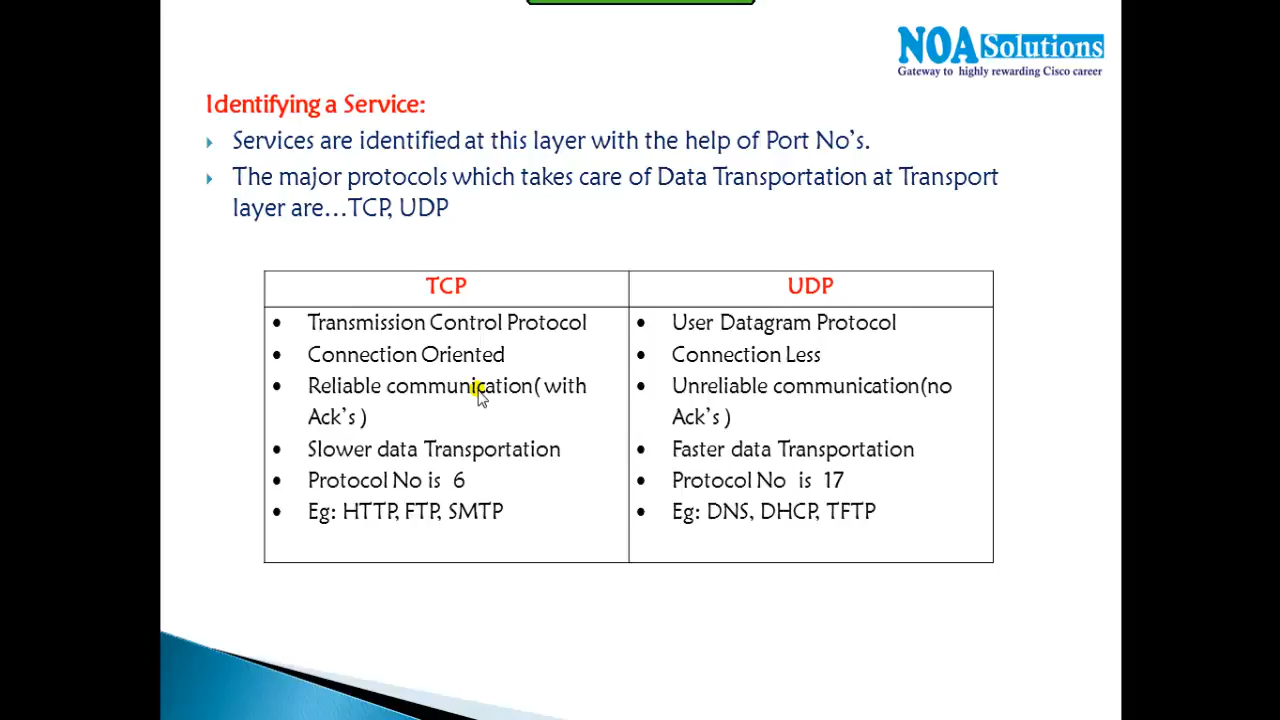 NOA Solutions
Gateway to highly rewarding Cisco career
Identifying a Service:
Services are identified at this layer with the help of Port No's.
The major protocols which takes care of Data Transportation at Transport
layer are...TCP, UDP
TCP
Transmission Control Protocol
Connection Oriented
Reliable communication( with
Ack's )
Slower data Transportation
Protocol No is 6
Eg: HTTP, FTP, SMTP
UDP
User Datagram Protocol
Connection Less
Unreliable communication(no
Ack's )
Faster data Transportation
Protocol No is 17
Eg: DNS, DHCP, TFTP